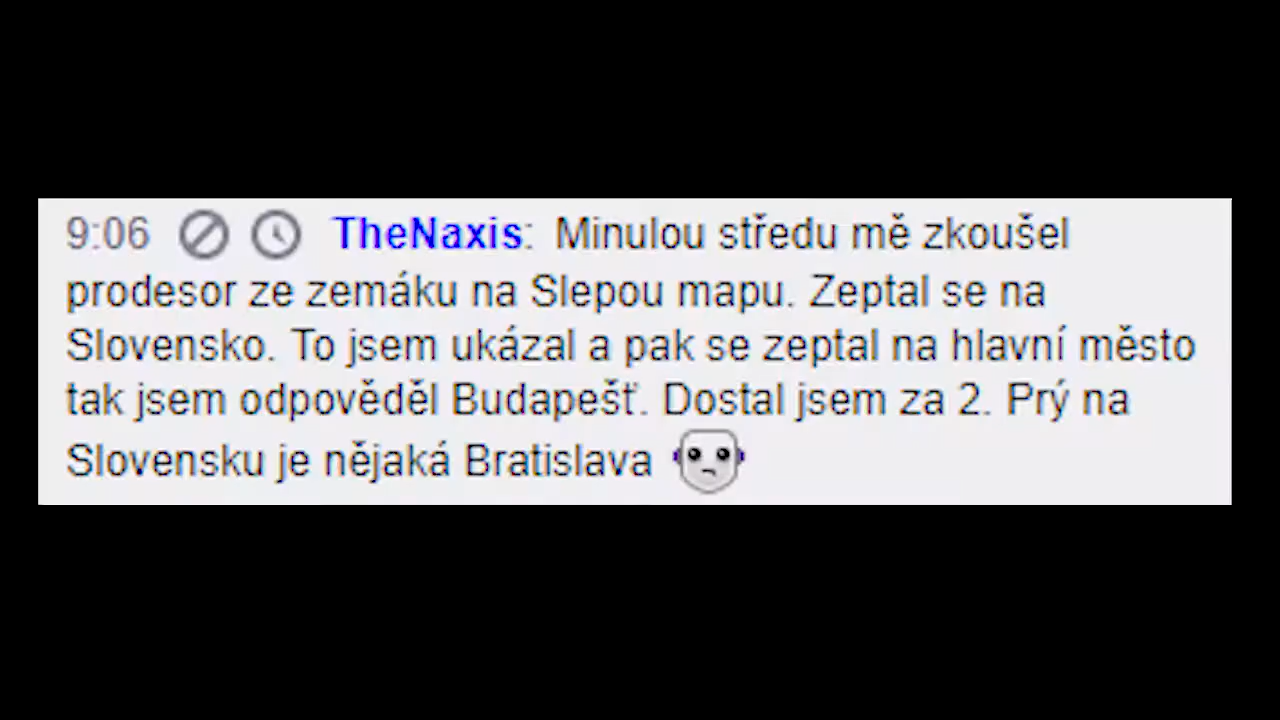 9:06 TheNaxis: Minulou středu mě zkoušel
prodesor ze zemáku na Slepou mapu. Zeptal se na
Slovensko. To jsem ukázal a pak se zeptal na hlavní město
tak jsem odpověděl Budapešť. Dostal jsem za 2. Prý na
Slovensku je nějaká Bratislava